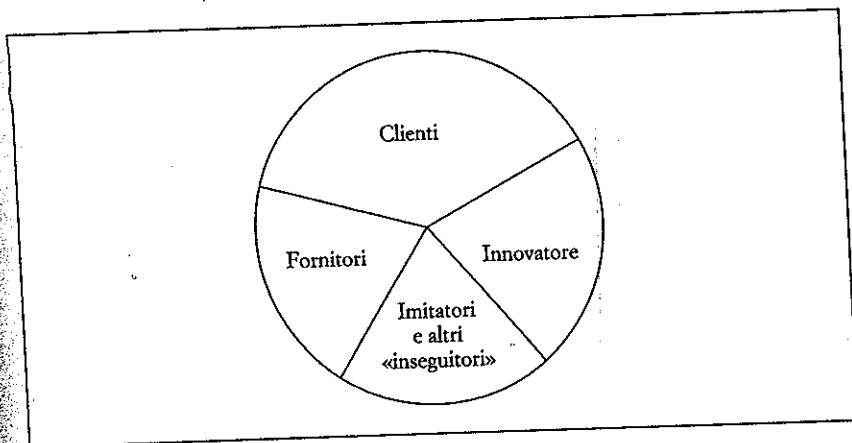 Clienti
Fornitori
Innovatore
Imitatori
e altri
«inseguitori»